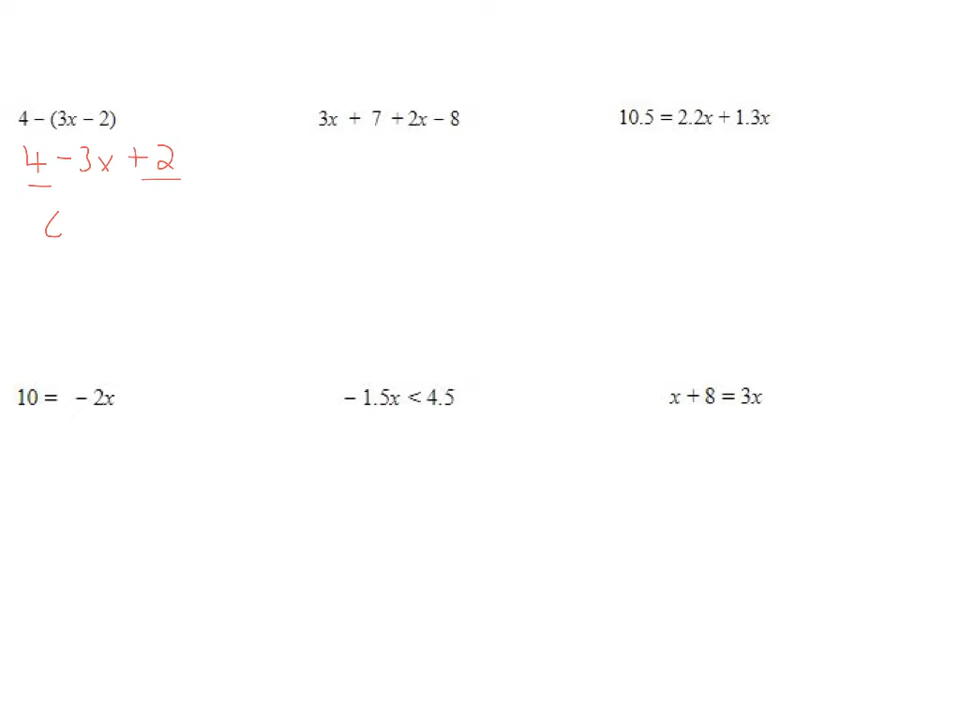 4 – (3x – 2)
4 - 3x + 2
3x + 7 + 2x – 8
10.5 = 2.2x + 1.3x
10 = – 2x
– 1.5x < 4.5
x + 8 = 3x